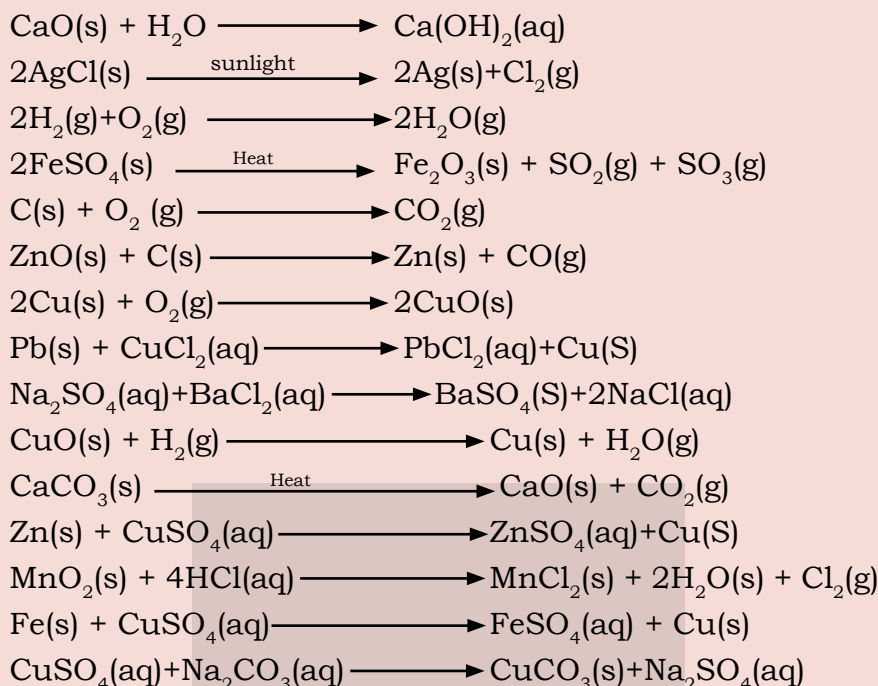 CaO(s) + H₂O ⟶ Ca(OH)₂(aq)
2AgCl(s) sunlight ⟶ 2Ag(s)+Cl₂(g)
2H₂(g)+O₂(g) ⟶ 2H₂O(g)
2FeSO₄(s) Heat ⟶ Fe₂O₃(s) + SO₂(g) + SO₃(g)
C(s) + O₂ (g) ⟶ CO₂(g)
ZnO(s) + C(s) ⟶ Zn(s) + CO(g)
2Cu(s) + O₂(g) ⟶ 2CuO(s)
Pb(s) + CuCl₂(aq) ⟶ PbCl₂(aq)+Cu(S)
Na₂SO₄(aq)+BaCl₂(aq) ⟶ BaSO₄(S)+2NaCl(aq)
CuO(s) + H₂(g) ⟶ Cu(s) + H₂O(g)
CaCO₃(s) Heat ⟶ CaO(s) + CO₂(g)
Zn(s) + CuSO₄(aq) ⟶ ZnSO₄(aq)+Cu(S)
MnO₂(s) + 4HCl(aq) ⟶ MnCl₂(s) + 2H₂O(s) + Cl₂(g)
Fe(s) + CuSO₄(aq) ⟶ FeSO₄(aq) + Cu(s)
CuSO₄(aq)+Na₂CO₃(aq) ⟶ CuCO₃(s)+Na₂SO₄(aq)